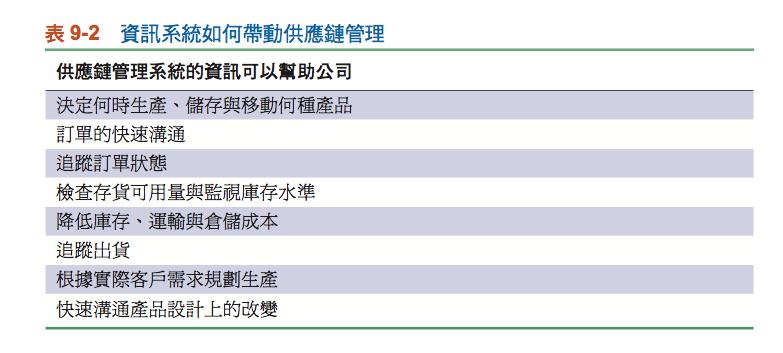 表 9-2 資訊系統如何帶動供應鏈管理
供應鏈管理系統的資訊可以幫助公司
決定何時生產、儲存與移動何種產品
訂單的快速溝通
追蹤訂單狀態
檢查存貨可用量與監視庫存水準
降低庫存、運輸與倉儲成本
追蹤出貨
根據實際客戶需求規劃生產
快速溝通產品設計上的改變